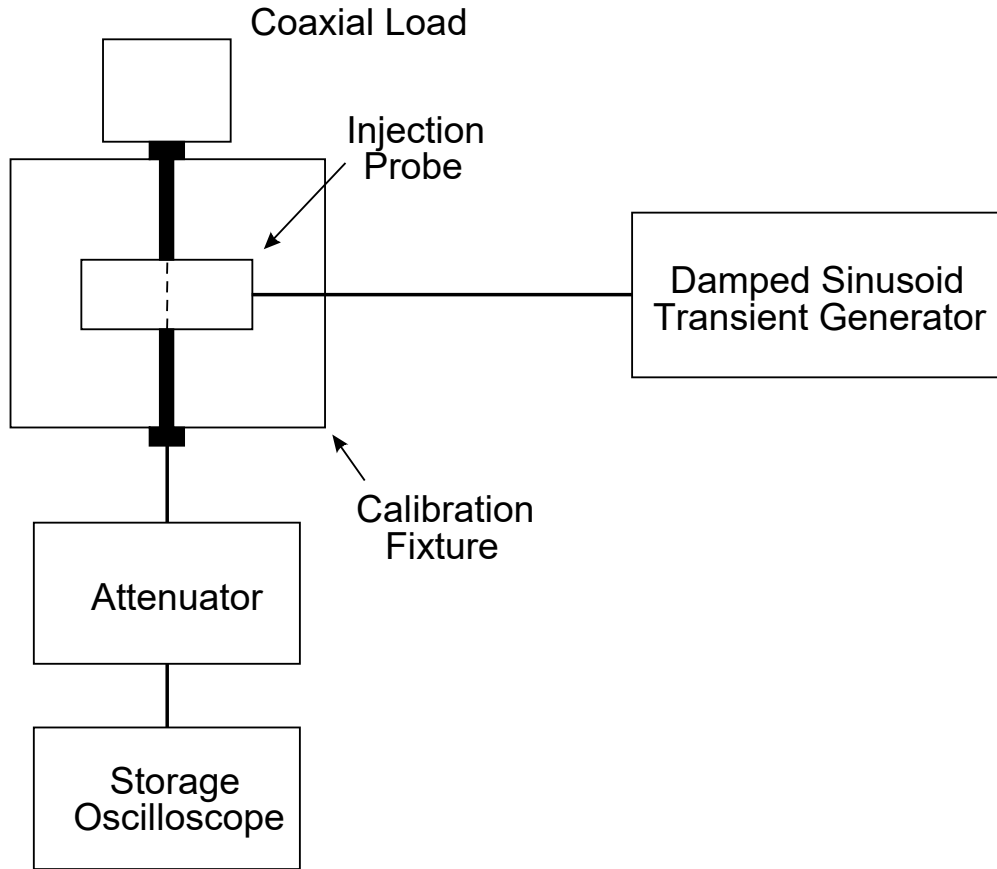 Coaxial Load
Injection
Probe
Damped Sinusoid
Transient Generator
Calibration
Fixture
Attenuator
Storage
Oscilloscope